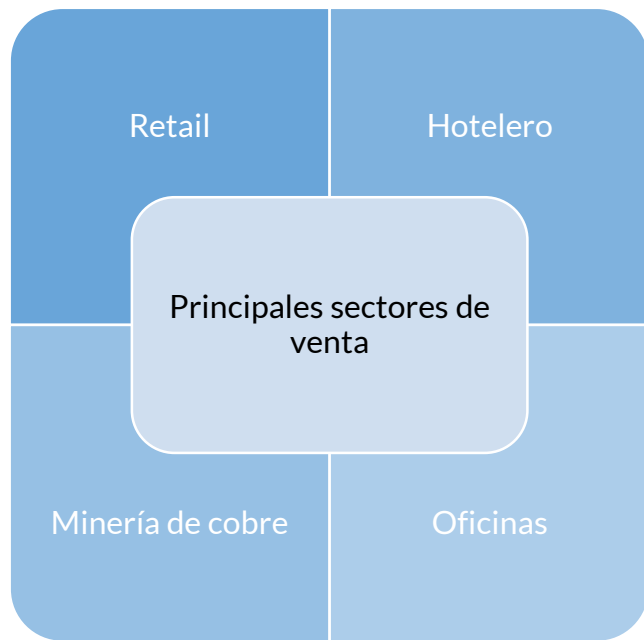 Retail
Hotelero
Principales sectores de
venta
Minería de cobre
Oficinas